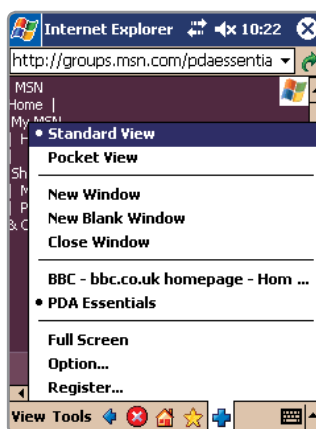 Internet Explorer 10:22
http://groups.msn.com/pdaessentia
MSN
Home |
My MSN
| H
• Standard View
Pocket View
|
Sh
New Window
| M
New Blank Window
| P
& C
Close Window
BBC - bbc.co.uk homepage - Hom ...
• PDA Essentials
Full Screen
Option...
Register...
View Tools